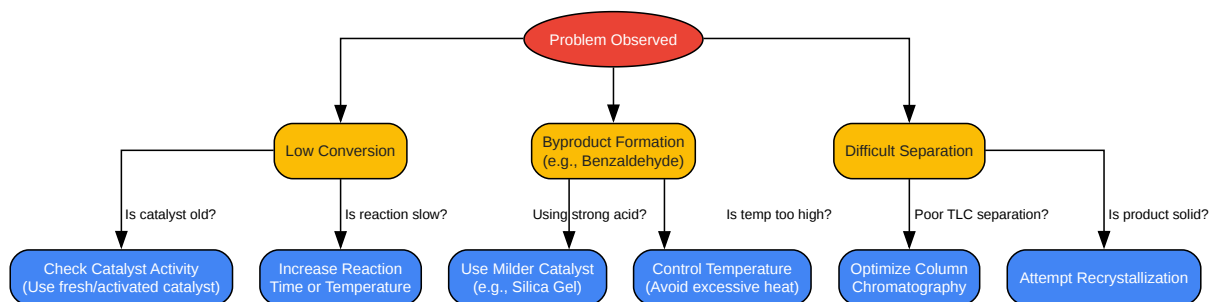 Problem Observed
Low Conversion
Byproduct Formation
(e.g., Benzaldehyde)
Difficult Separation
Is catalyst old?
Is reaction slow?
Using strong acid?
Is temp too high?
Poor TLC separation?
Is product solid?
Check Catalyst Activity
(Use fresh/activated catalyst)
Increase Reaction
Time or Temperature
Use Milder Catalyst
(e.g., Silica Gel)
Control Temperature
(Avoid excessive heat)
Optimize Column
Chromatography
Attempt Recrystallization